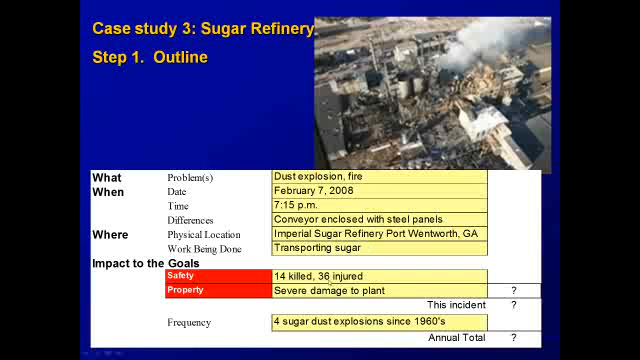 Case study 3: Sugar Refinery
Step 1. Outline
What Problem(s) Dust explosion, fire
When Date February 7, 2008
Time 7:15 p.m.
Differences Conveyor enclosed with steel panels
Where Physical Location Imperial Sugar Refinery Port Wentworth, GA
Work Being Done Transporting sugar
Impact to the Goals
Safety 14 killed, 36 injured
Property Severe damage to plant ?
This incident ?
Frequency 4 sugar dust explosions since 1960's
Annual Total ?